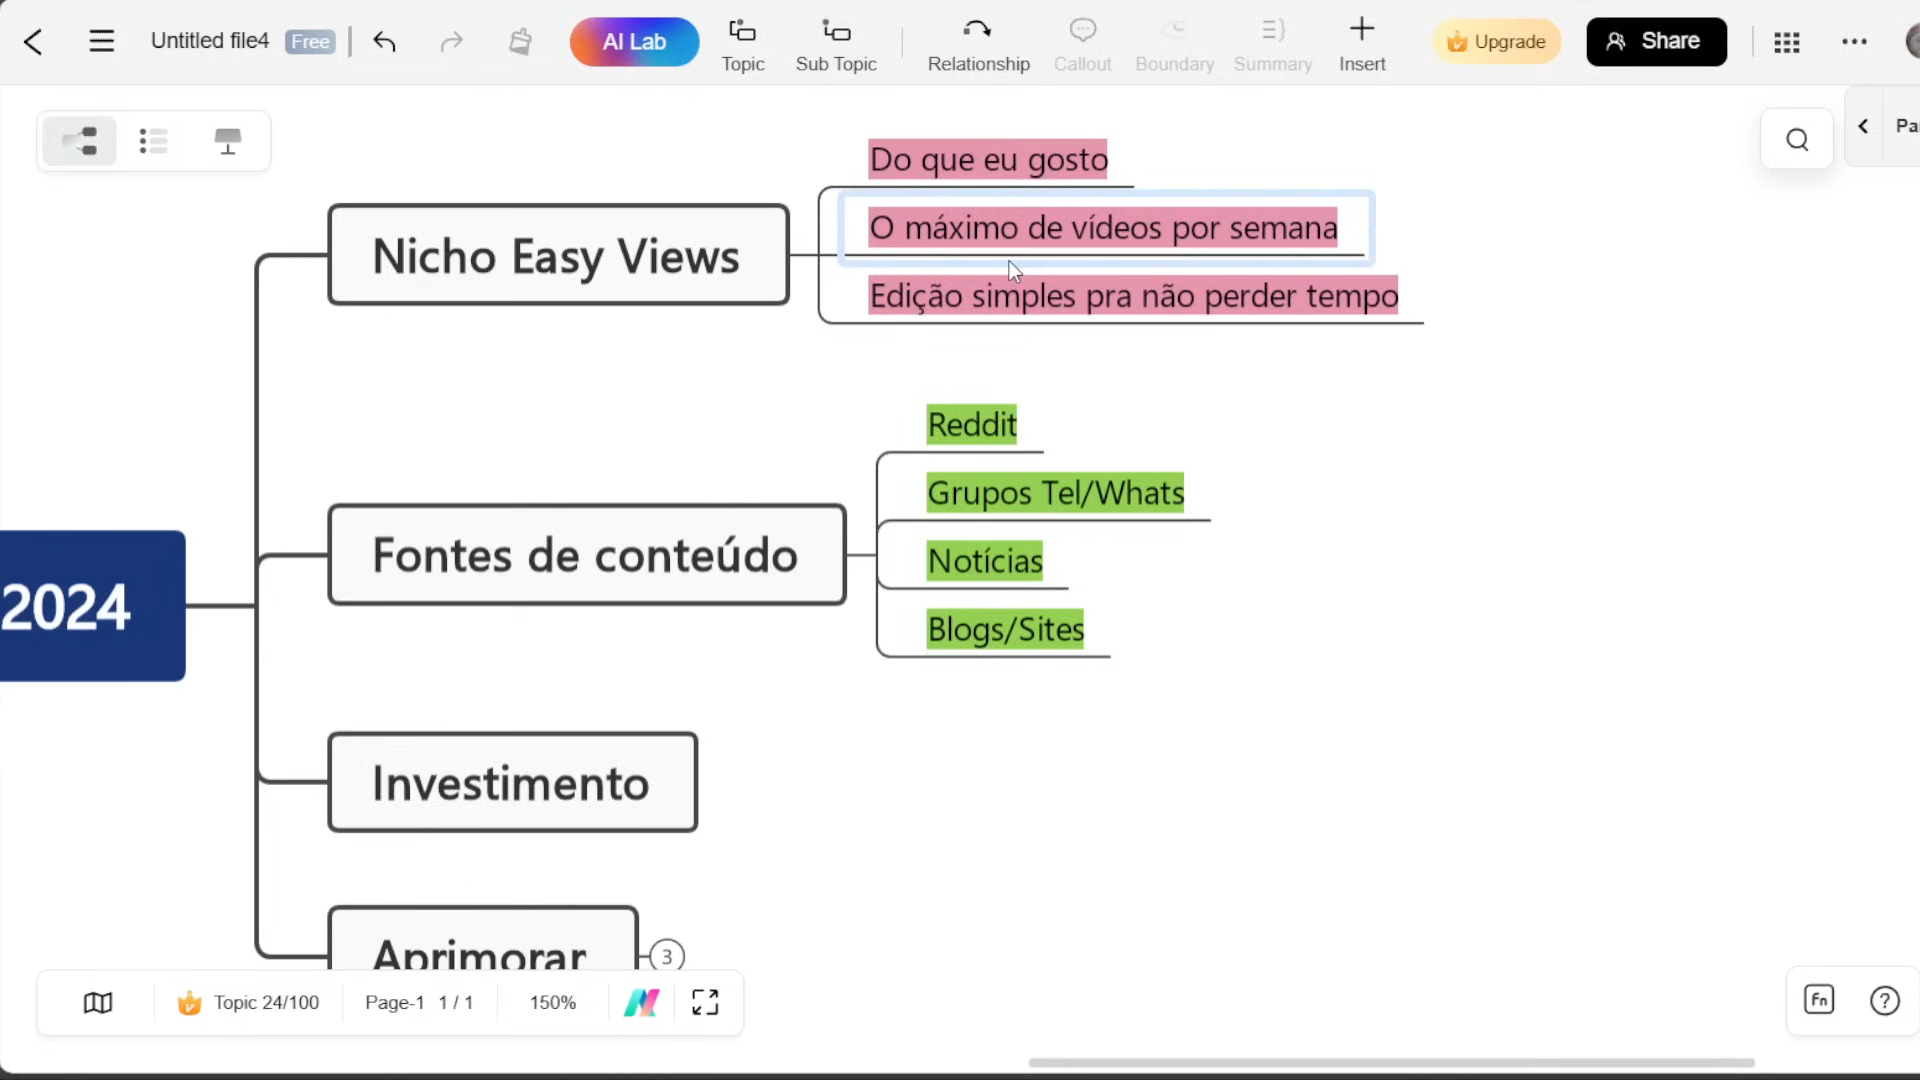 Untitled file4 Free AI Lab Topic Sub Topic Relationship Callout Boundary Summary Insert Upgrade Share
Do que eu gosto
O máximo de vídeos por semana
Nicho Easy Views
Edição simples pra não perder tempo
Reddit
Grupos Tel/Whats
Fontes de conteúdo
Notícias
Blogs/Sites
2024
Investimento
Aprimorar 3
Topic 24/100 Page-1 1 / 1 150%
Fn